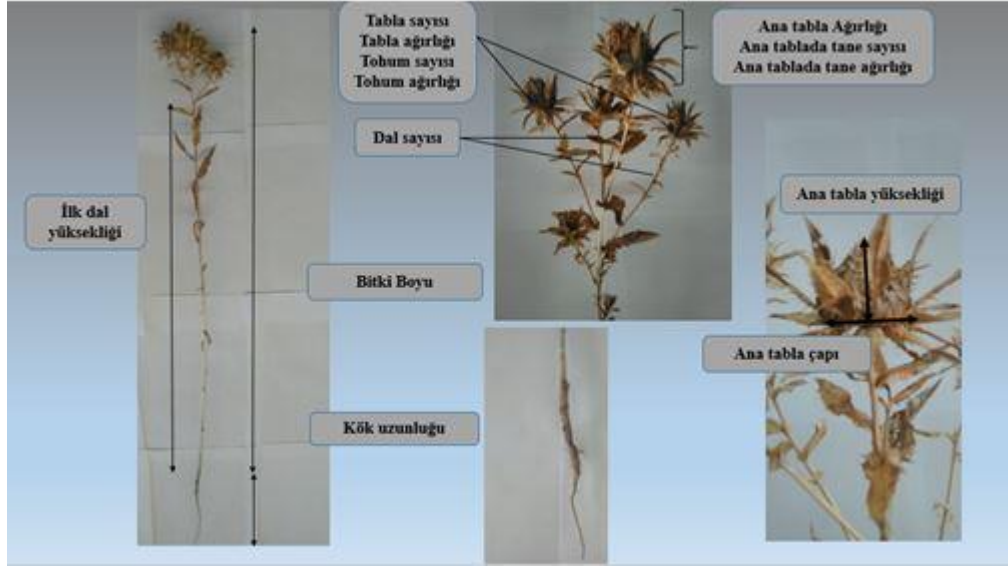 Tabla sayısı
Tabla ağırlığı
Tohum sayısı
Tohum ağırlığı
Ana tabla Ağırlığı
Ana tablada tane sayısı
Ana tablada tane ağırlığı
Dal sayısı
Ana tabla yüksekliği
İlk dal
yüksekliği
Bitki Boyu
Ana tabla çapı
Kök uzunluğu